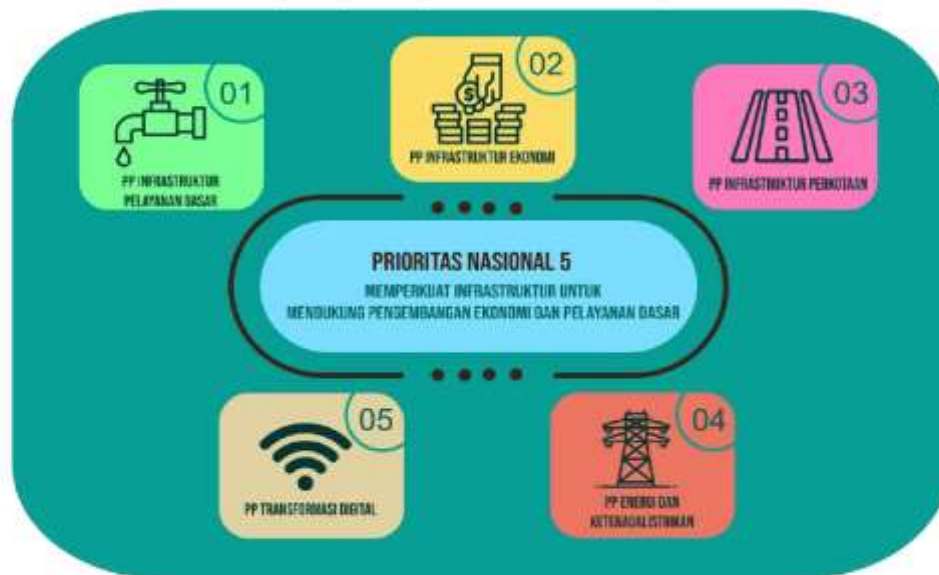 01
PP INFRASTRUKTUR
PELAYANAN DASAR
02
PP INFRASTRUKTUR EKONOMI
03
PP INFRASTRUKTUR PERKOTAAN
PRIORITAS NASIONAL 5
MEMPERKUAT INFRASTRUKTUR UNTUK
MENDUKUNG PENGEMBANGAN EKONOMI DAN PELAYANAN DASAR
05
PP TRANSFORMASI DIGITAL
04
PP ENERGI DAN
KETENAGALISTRIKAN